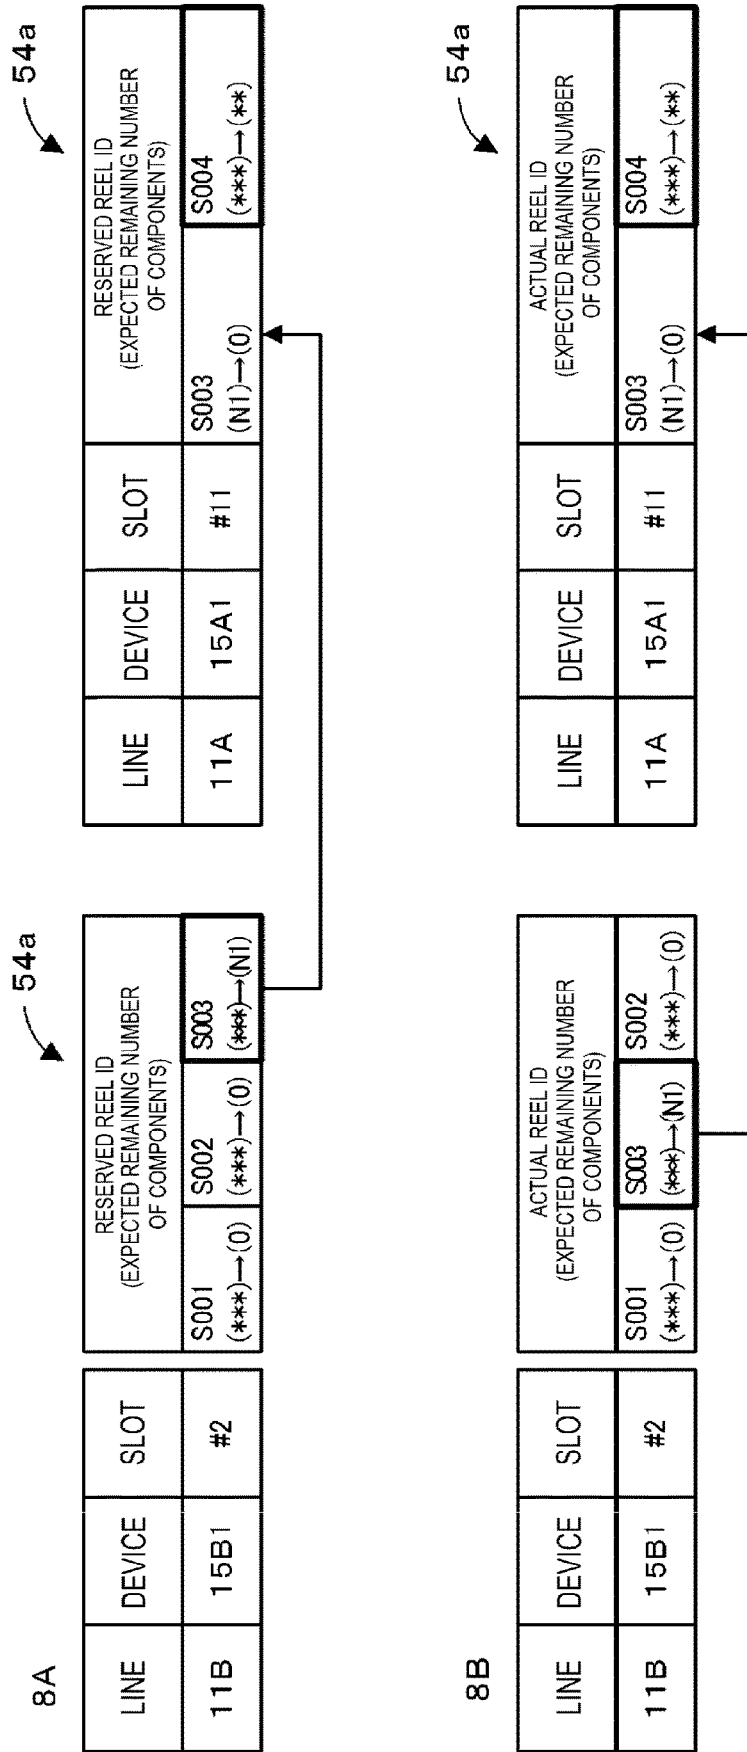 8A
54a
54a
LINE
DEVICE
SLOT
RESERVED REEL ID
(EXPECTED REMAINING NUMBER
OF COMPONENTS)
11B
15B1
#2
S001
(***)→(0)
S002
(***)→(0)
S003
(***)→(N1)
LINE
DEVICE
SLOT
RESERVED REEL ID
(EXPECTED REMAINING NUMBER
OF COMPONENTS)
11A
15A1
#11
S003
(N1)→(0)
S004
(***)→(**)
8B
54a
LINE
DEVICE
SLOT
ACTUAL REEL ID
(EXPECTED REMAINING NUMBER
OF COMPONENTS)
11B
15B1
#2
S001
(***)→(0)
S003
(***)→(N1)
S002
(***)→(0)
LINE
DEVICE
SLOT
ACTUAL REEL ID
(EXPECTED REMAINING NUMBER
OF COMPONENTS)
11A
15A1
#11
S003
(N1)→(0)
S004
(***)→(**)